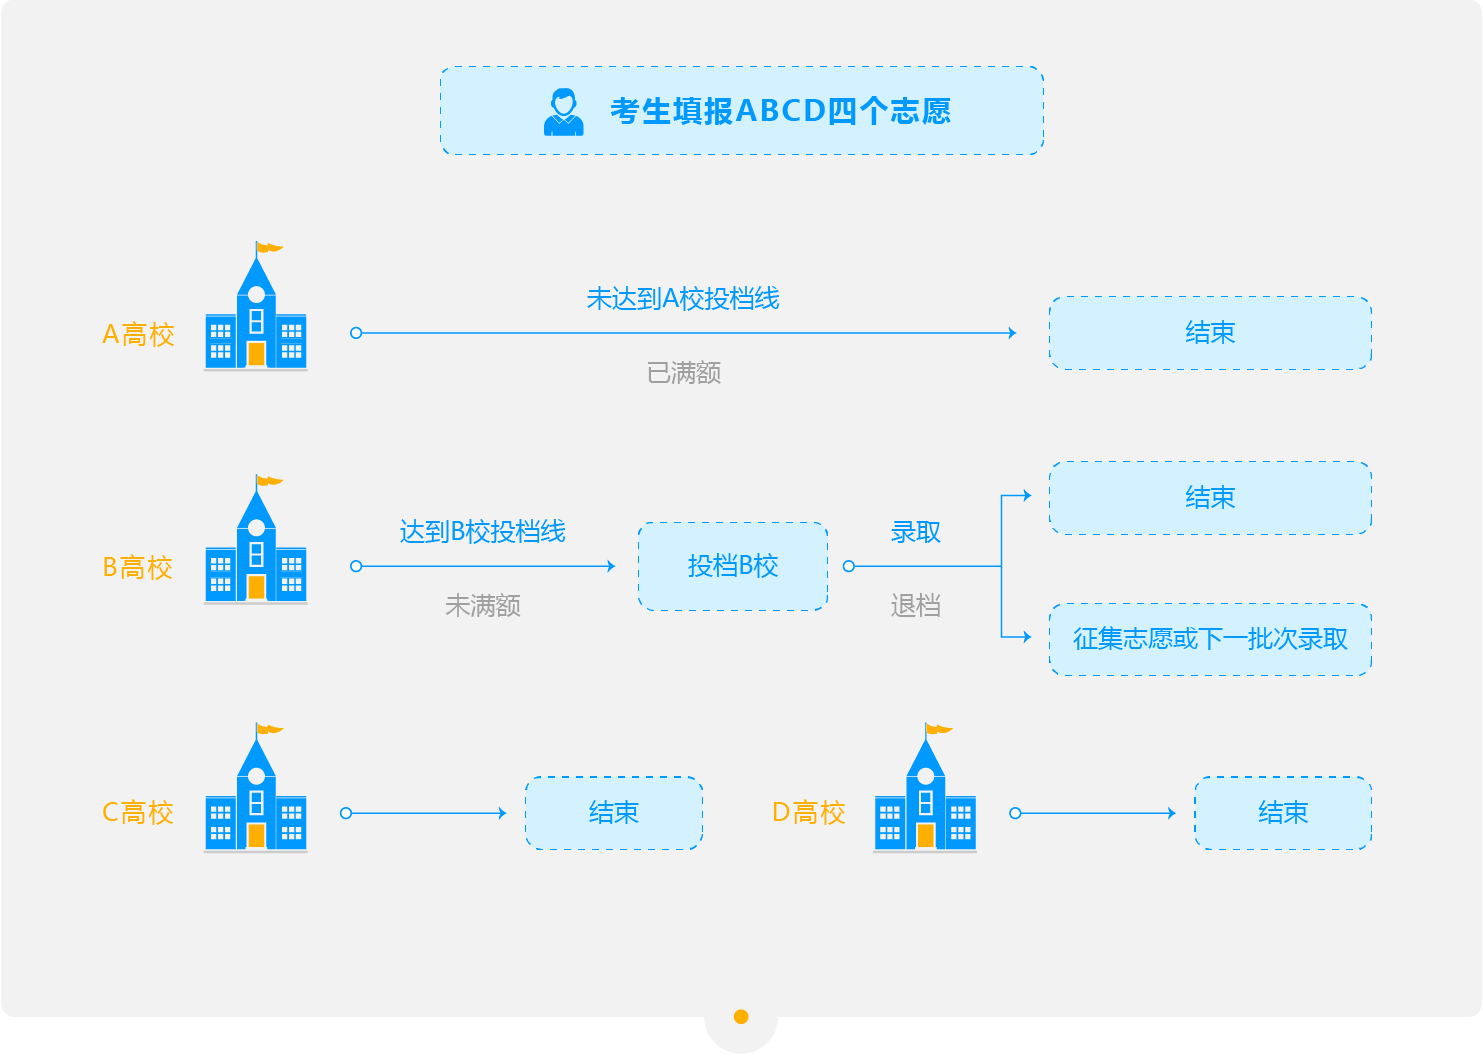 考生填报ABCD四个志愿
未达到A校投档线
A高校
结束
已满额
达到B校投档线
录取
结束
B高校
投档B校
未满额
退档
征集志愿或下一批次录取
C高校
结束
D高校
结束